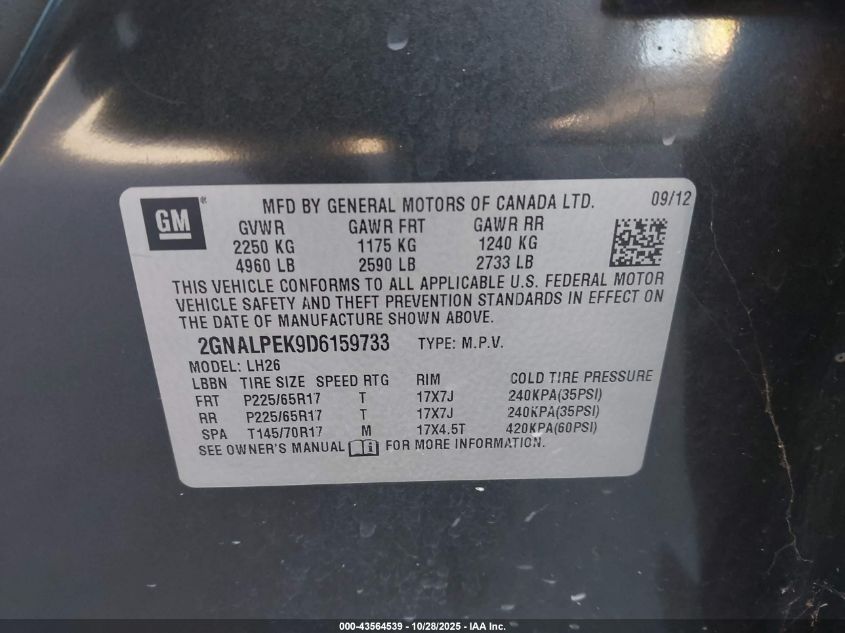 GM®
MFD BY GENERAL MOTORS OF CANADA LTD. 09/12
GVWR GAWR FRT GAWR RR
2250 KG 1175 KG 1240 KG
4960 LB 2590 LB 2733 LB
THIS VEHICLE CONFORMS TO ALL APPLICABLE U.S. FEDERAL MOTOR
VEHICLE SAFETY AND THEFT PREVENTION STANDARDS IN EFFECT ON
THE DATE OF MANUFACTURE SHOWN ABOVE.
2GNALPEK9D6159733 TYPE: M.P.V.
MODEL: LH26
LBBN TIRE SIZE SPEED RTG RIM COLD TIRE PRESSURE
FRT P225/65R17 T 17X7J 240KPA(35PSI)
RR P225/65R17 T 17X7J 240KPA(35PSI)
SPA T145/70R17 M 17X4.5T 420KPA(60PSI)
SEE OWNER'S MANUAL i FOR MORE INFORMATION.
000-43564539 - 10/28/2025 - IAA Inc.